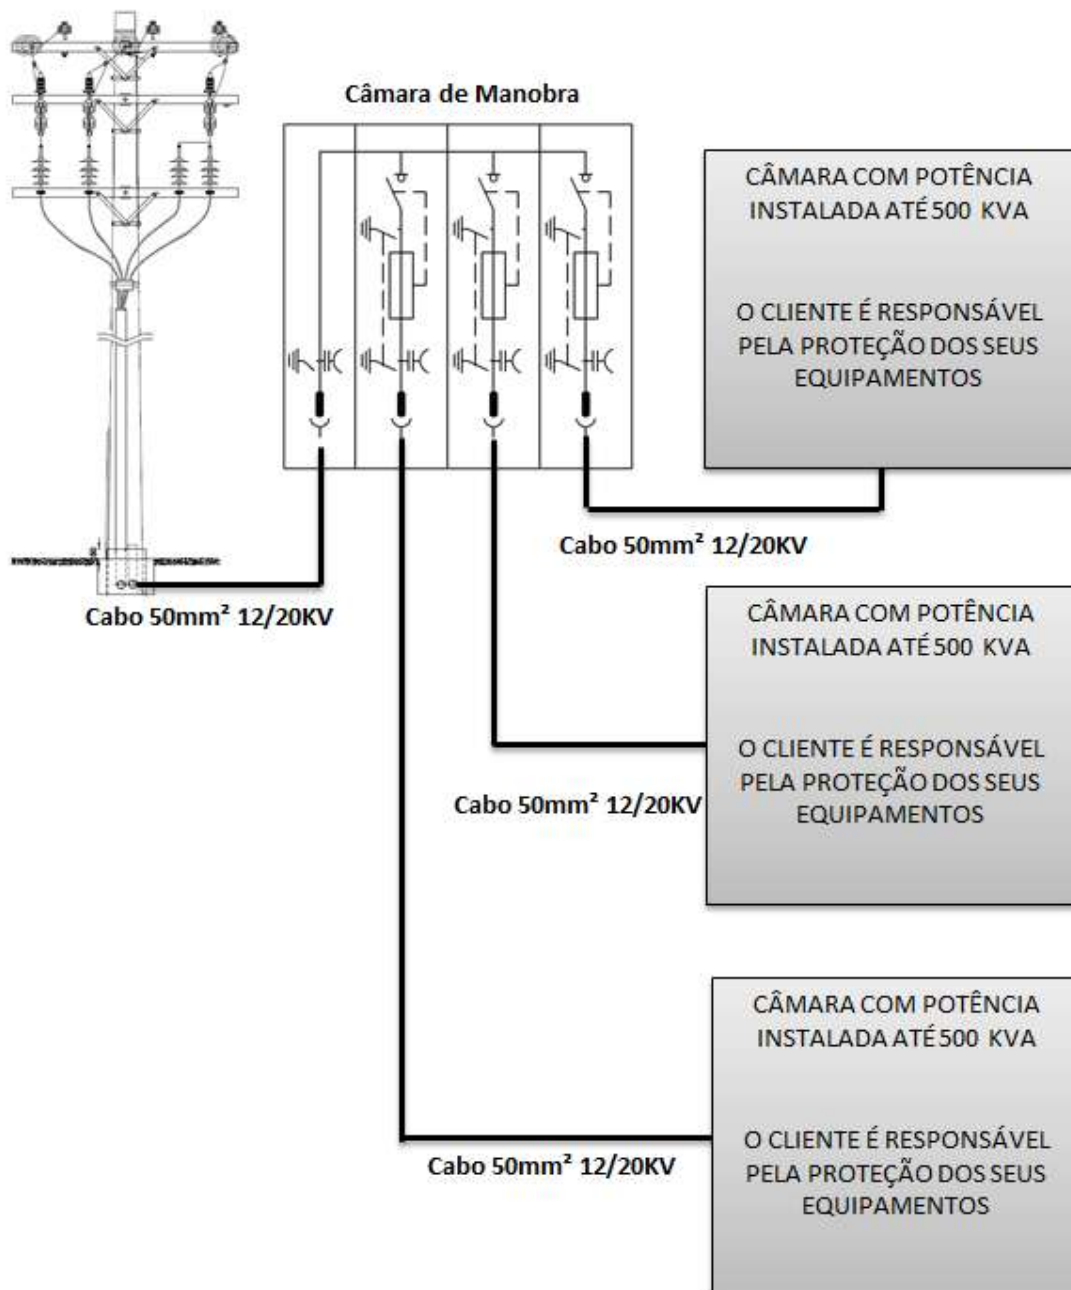 Câmara de Manobra
CÂMARA COM POTÊNCIA
INSTALADA ATÉ 500 KVA
O CLIENTE É RESPONSÁVEL
PELA PROTEÇÃO DOS SEUS
EQUIPAMENTOS
Cabo 50mm² 12/20KV
Cabo 50mm² 12/20KV
CÂMARA COM POTÊNCIA
INSTALADA ATÉ 500 KVA
O CLIENTE É RESPONSÁVEL
PELA PROTEÇÃO DOS SEUS
EQUIPAMENTOS
Cabo 50mm² 12/20KV
CÂMARA COM POTÊNCIA
INSTALADA ATÉ 500 KVA
O CLIENTE É RESPONSÁVEL
PELA PROTEÇÃO DOS SEUS
EQUIPAMENTOS
Cabo 50mm² 12/20KV